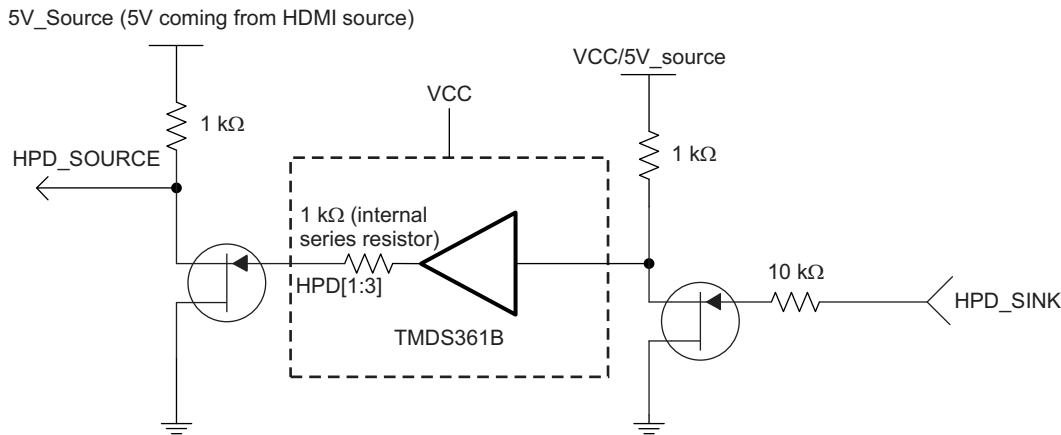 5V_Source (5V coming from HDMI source)
VCC/5V_source
VCC
1 kΩ
1 kΩ
HPD_SOURCE
1 kΩ (internal
series resistor)
HPD[1:3]
10 kΩ
HPD_SINK
TMDS361B